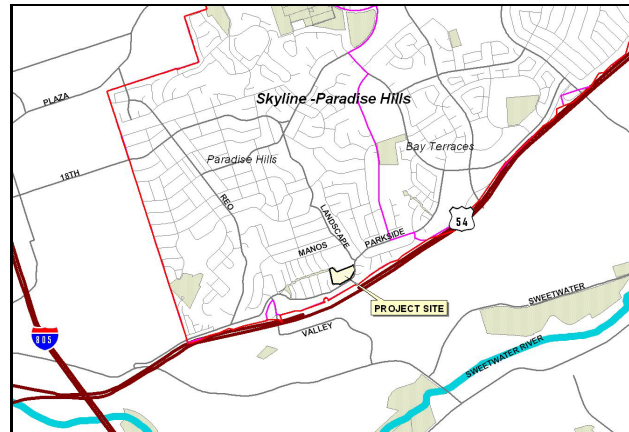 Skyline -Paradise Hills
PLAZA
Bay Terraces
Paradise Hills
18TH
REO
LANDSCAPE
54
MANOS
PARKSIDE
PROJECT SITE
SWEETWATER
VALLEY
805
SWEETWATER RIVER